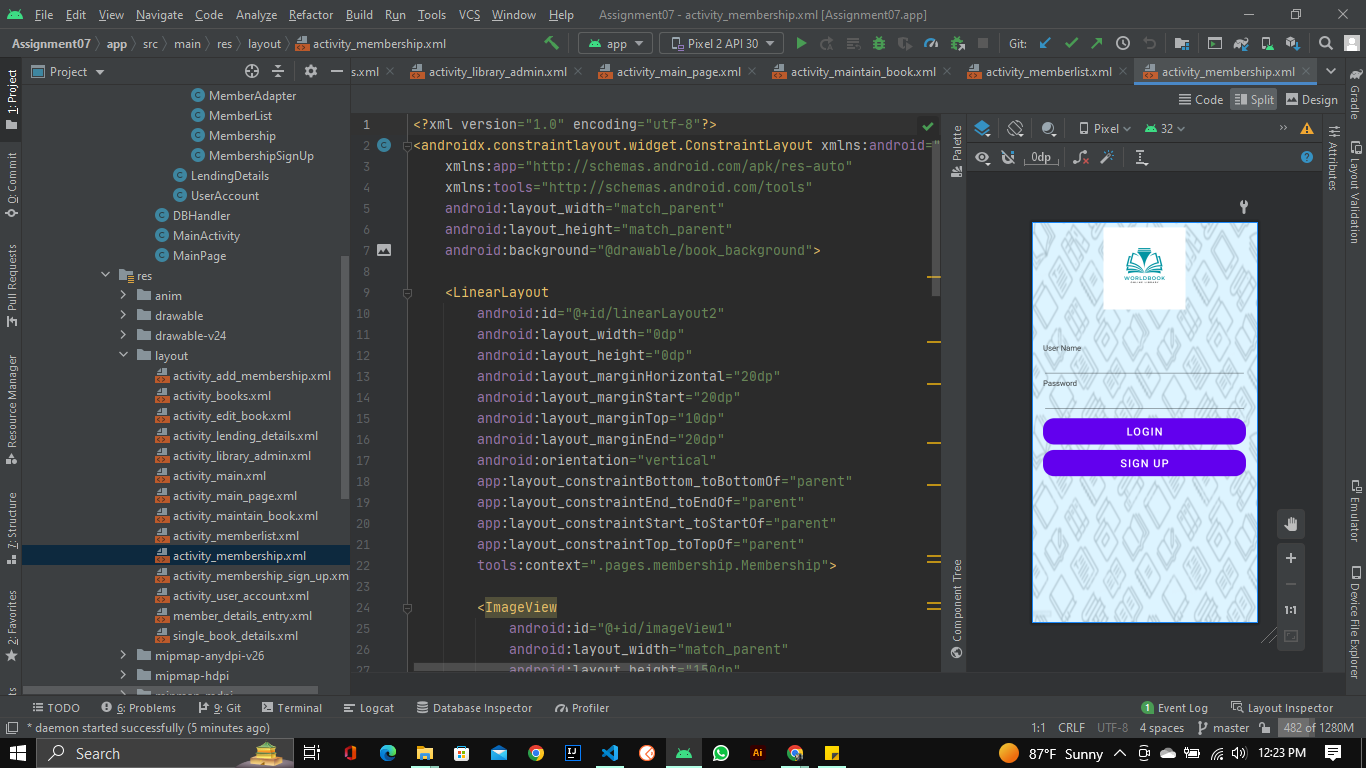 File Edit View Navigate Code Analyze Refactor Build Run Tools VCS Window Help Assignment07 - activity_membership.xml [Assignment07.app]
Assignment07 app src main res layout activity_membership.xml app Pixel 2 API 30 Git:
Project s.xml activity_library_admin.xml activity_main_page.xml activity_maintain_book.xml activity_memberlist.xml activity_membership.xml
Code Split Design
1: Project
0: Commit
Pull Requests
Resource Manager
7: Structure
2: Favorites
MemberAdapter
MemberList
Membership
MembershipSignUp
LendingDetails
UserAccount
DBHandler
MainActivity
MainPage
res
anim
drawable
drawable-v24
layout
activity_add_membership.xml
activity_books.xml
activity_edit_book.xml
activity_lending_details.xml
activity_library_admin.xml
activity_main.xml
activity_main_page.xml
activity_maintain_book.xml
activity_memberlist.xml
activity_membership.xml
activity_membership_sign_up.xm
activity_user_account.xml
member_details_entry.xml
single_book_details.xml
mipmap-anydpi-v26
mipmap-hdpi
mipmap-mdpi
1 <?xml version="1.0" encoding="utf-8"?>
2 <androidx.constraintlayout.widget.ConstraintLayout xmlns:android="
3 xmlns:app="http://schemas.android.com/apk/res-auto"
4 xmlns:tools="http://schemas.android.com/tools"
5 android:layout_width="match_parent"
6 android:layout_height="match_parent"
7 android:background="@drawable/book_background">
8
9 <LinearLayout
10 android:id="@+id/linearLayout2"
11 android:layout_width="0dp"
12 android:layout_height="0dp"
13 android:layout_marginHorizontal="20dp"
14 android:layout_marginStart="20dp"
15 android:layout_marginTop="10dp"
16 android:layout_marginEnd="20dp"
17 android:orientation="vertical"
18 app:layout_constraintBottom_toBottomOf="parent"
19 app:layout_constraintEnd_toEndOf="parent"
20 app:layout_constraintStart_toStartOf="parent"
21 app:layout_constraintTop_toTopOf="parent"
22 tools:context=".pages.membership.Membership">
23
24 <ImageView
25 android:id="@+id/imageView1"
26 android:layout_width="match_parent"
27 android:layout_height="150dp"
Palette
Component Tree
Pixel 32
0dp
WORLDBOOK
User Name
Password
LOGIN
SIGN UP
1:1
Attributes
Gradle
Layout Validation
Emulator
Device File Explorer
TODO 6: Problems 9: Git Terminal Logcat Database Inspector Profiler 1 Event Log Layout Inspector
* daemon started successfully (5 minutes ago) 1:1 CRLF UTF-8 4 spaces master 482 of 1280M
Search 87°F Sunny 12:23 PM